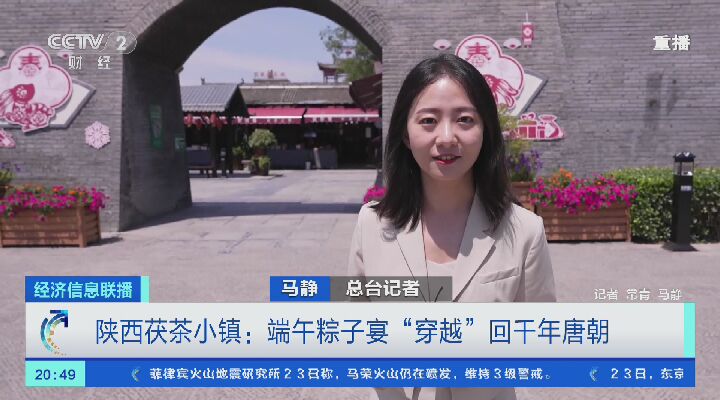 CCTV 2
财经
重播
春
春
记者 常青 马静
马静 总台记者
经济信息联播
陕西茯茶小镇：端午粽子宴“穿越”回千年唐朝
20:49
菲律宾火山地震研究所23日称，马荣火山仍在喷发，维持3级警戒。
23日，东京